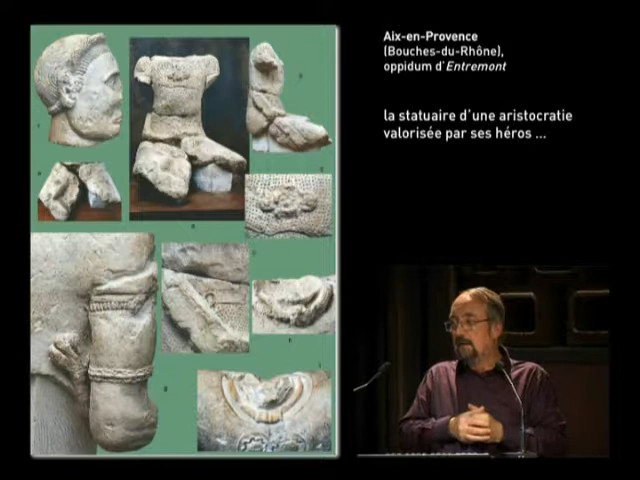 Aix-en-Provence
(Bouches-du-Rhône),
oppidum d'Entremont
la statuaire d'une aristocratie
valorisée par ses héros ...